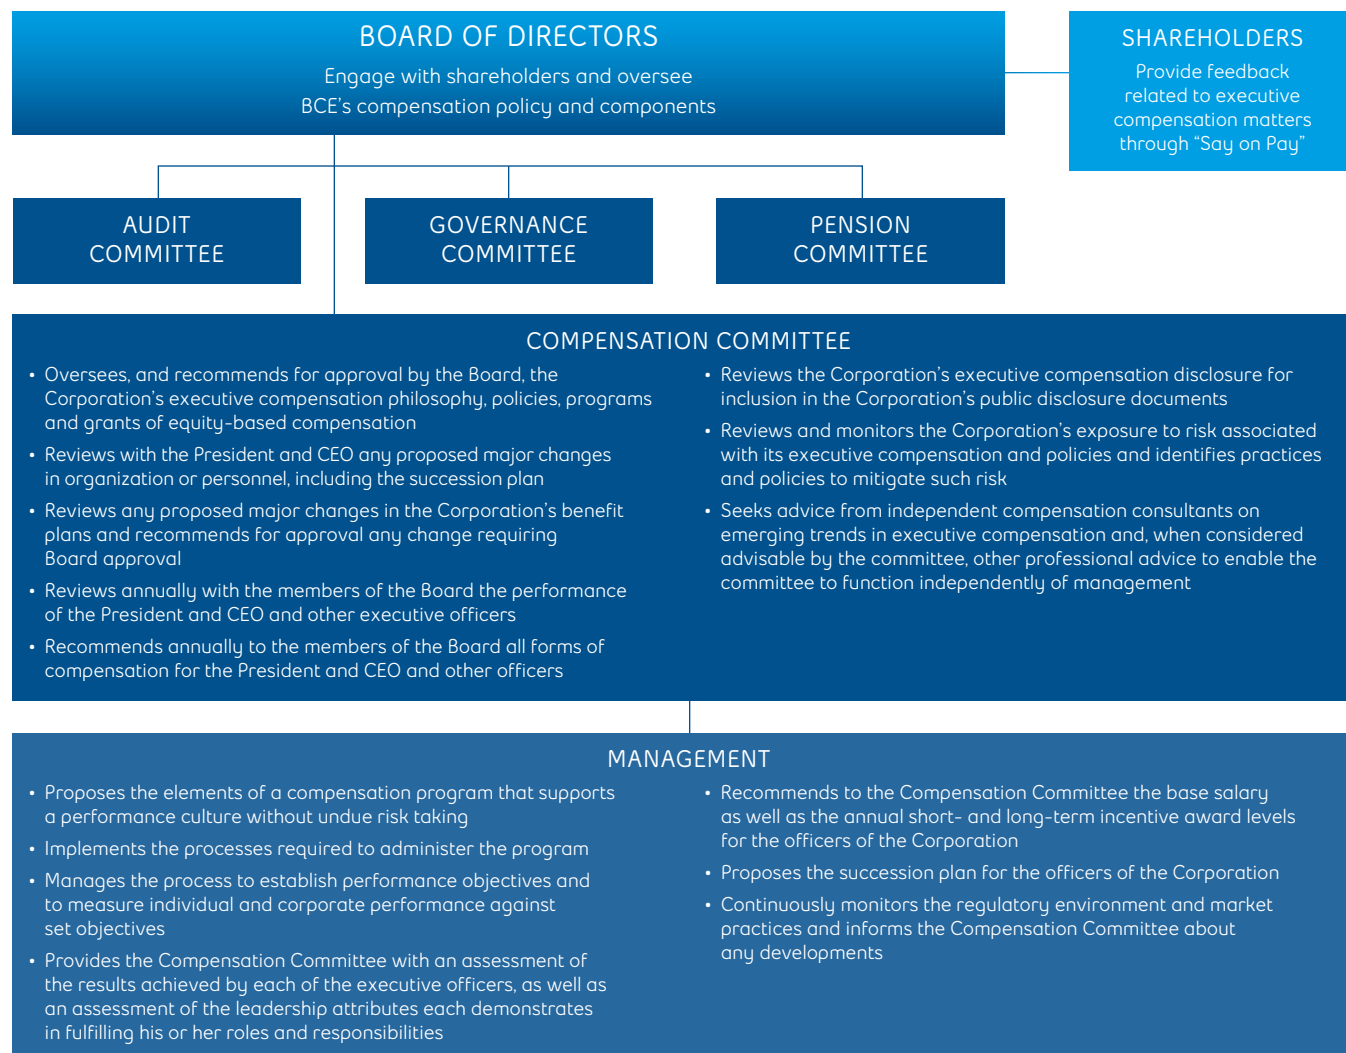 BOARD OF DIRECTORS
Engage with shareholders and oversee
BCE's compensation policy and components
SHAREHOLDERS
Provide feedback
related to executive
compensation matters
through “Say on Pay”
AUDIT
COMMITTEE
GOVERNANCE
COMMITTEE
PENSION
COMMITTEE
COMPENSATION COMMITTEE
• Oversees, and recommends for approval by the Board, the
Corporation's executive compensation philosophy, policies, programs
and grants of equity-based compensation
• Reviews with the President and CEO any proposed major changes
in organization or personnel, including the succession plan
• Reviews any proposed major changes in the Corporation's benefit
plans and recommends for approval any change requiring
Board approval
• Reviews annually with the members of the Board the performance
of the President and CEO and other executive officers
• Recommends annually to the members of the Board all forms of
compensation for the President and CEO and other officers
• Reviews the Corporation's executive compensation disclosure for
inclusion in the Corporation's public disclosure documents
• Reviews and monitors the Corporation's exposure to risk associated
with its executive compensation and policies and identifies practices
and policies to mitigate such risk
• Seeks advice from independent compensation consultants on
emerging trends in executive compensation and, when considered
advisable by the committee, other professional advice to enable the
committee to function independently of management
MANAGEMENT
• Proposes the elements of a compensation program that supports
a performance culture without undue risk taking
• Implements the processes required to administer the program
• Manages the process to establish performance objectives and
to measure individual and corporate performance against
set objectives
• Provides the Compensation Committee with an assessment of
the results achieved by each of the executive officers, as well as
an assessment of the leadership attributes each demonstrates
in fulfilling his or her roles and responsibilities
• Recommends to the Compensation Committee the base salary
as well as the annual short- and long-term incentive award levels
for the officers of the Corporation
• Proposes the succession plan for the officers of the Corporation
• Continuously monitors the regulatory environment and market
practices and informs the Compensation Committee about
any developments